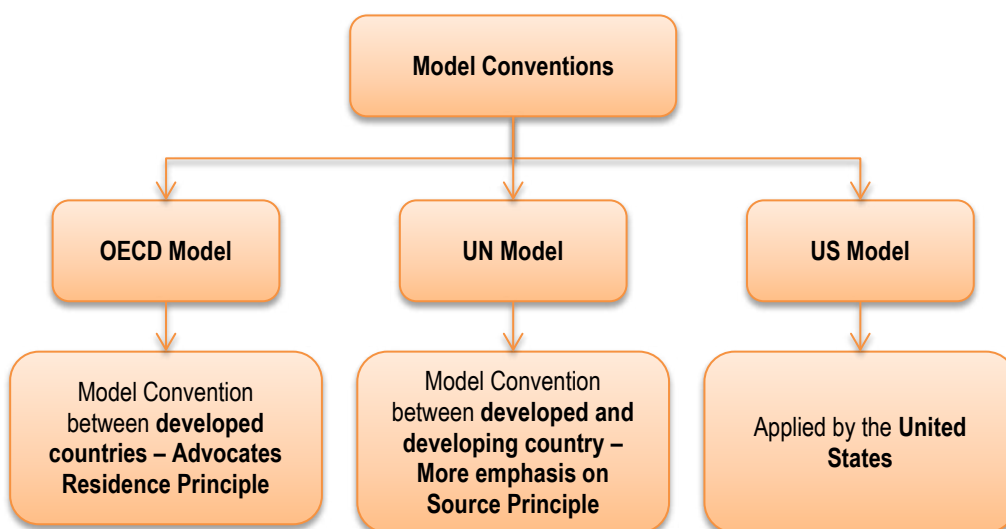 Model Conventions
OECD Model
UN Model
US Model
Model Convention
between developed
countries – Advocates
Residence Principle
Model Convention
between developed and
developing country –
More emphasis on
Source Principle
Applied by the United
States